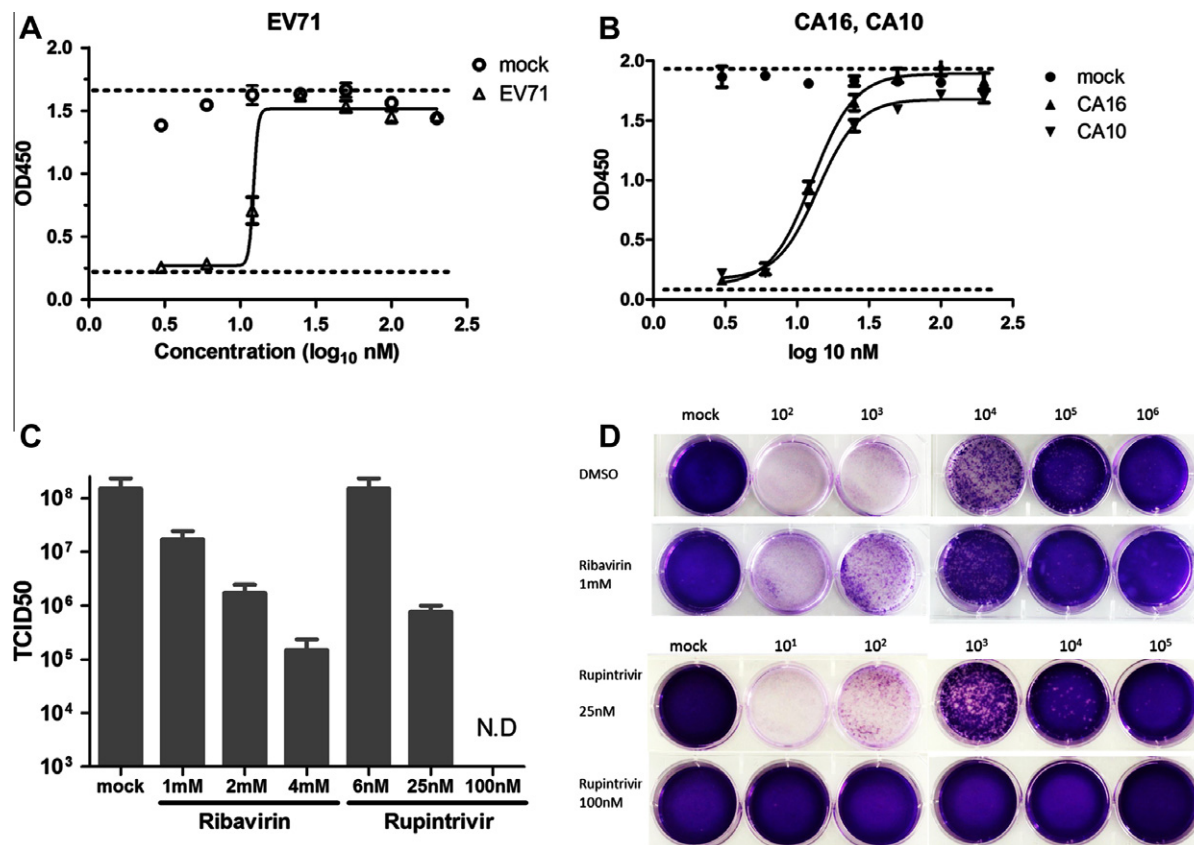 A
EV71
2.0
1.5
1.0
0.5
0.0
OD450
0.0 0.5 1.0 1.5 2.0 2.5
Concentration (log10 nM)
mock
EV71
B
CA16, CA10
2.0
1.5
1.0
0.5
0.0
OD450
0.0 0.5 1.0 1.5 2.0 2.5
log 10 nM
mock
CA16
CA10
C
TCID50
10⁸
10⁷
10⁶
10⁵
10⁴
10³
N.D
mock 1mM 2mM 4mM 6nM 25nM 100nM
Ribavirin Rupintrivir
D
mock 10² 10³ 10⁴ 10⁵ 10⁶
DMSO
Ribavirin
1mM
mock 10¹ 10² 10³ 10⁴ 10⁵
Rupintrivir
25nM
Rupintrivir
100nM